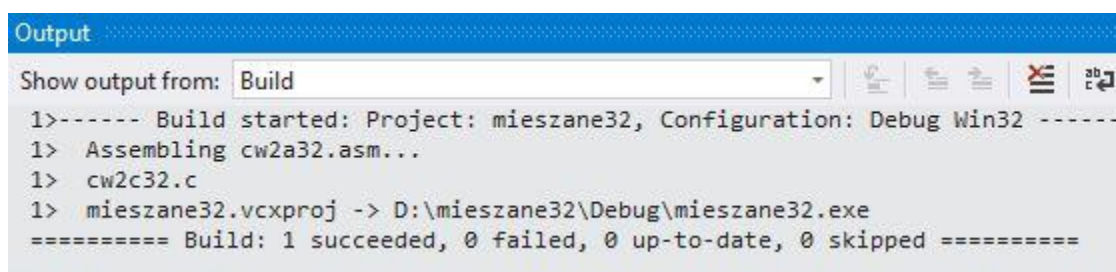 Output
Show output from: Build
1>------ Build started: Project: mieszane32, Configuration: Debug Win32 ------
1>  Assembling cw2a32.asm...
1>  cw2c32.c
1>  mieszane32.vcxproj -> D:\mieszane32\Debug\mieszane32.exe
========== Build: 1 succeeded, 0 failed, 0 up-to-date, 0 skipped ==========